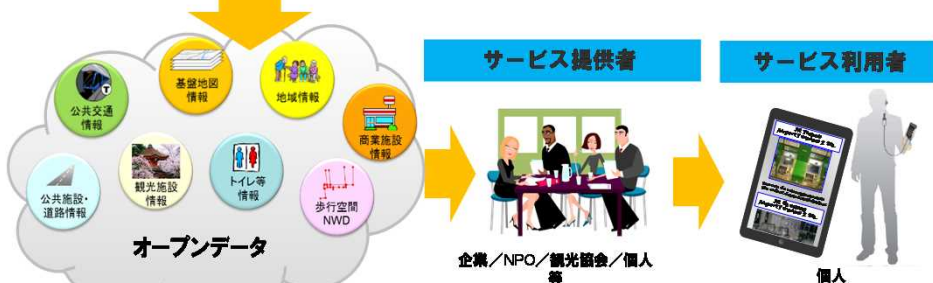 サービス提供者
サービス利用者
基盤地図
情報
地域情報
公共交通
情報
商業施設
情報
観光施設
情報
トイレ等
情報
公共施設・
道路情報
歩行空間
NWD
オープンデータ
企業／NPO／観光協会／個人
等
個人